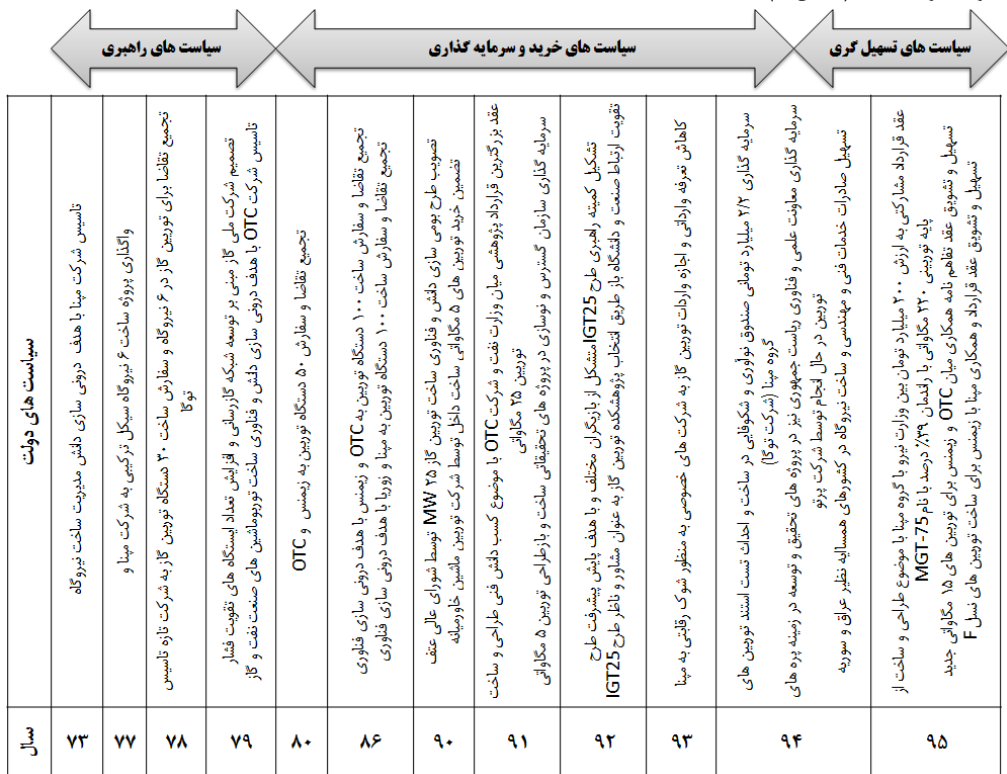 سیاست های راهبری
سیاست های خرید و سرمایه گذاری
سیاست های تسهیل گری
سال
سیاست های دولت
۷۳
تاسیس شرکت مپنا با هدف درونی سازی دانش مدیریت ساخت نیروگاه
۷۷
واگذاری پروژه ساخت ۶ نیروگاه سیکل ترکیبی به شرکت مپنا و
۷۸
تجمیع تقاضا برای توربین گاز در ۶ نیروگاه و سفارش ساخت ۳۰ دستگاه توربین گاز به شرکت تازه تاسیس
توگا
۷۹
تصمیم شرکت ملی گاز مبنی بر توسعه شبکه گازرسانی و افزایش تعداد ایستگاه های تقویت فشار
تاسیس شرکت OTC با هدف درونی سازی دانش و فناوری ساخت توربوماشین های صنعت نفت و گاز
۸۰
تجمیع تقاضا و سفارش ۵۰ دستگاه توربین به زیمنس و OTC
۸۶
تجمیع تقاضا و سفارش ساخت ۱۰۰ دستگاه توربین به OTC و زیمنس با هدف درونی سازی فناوری
تجمیع تقاضا و سفارش ساخت ۱۰۰ دستگاه توربین به مپنا و زوریا با هدف درونی سازی فناوری
۹۰
تصویب طرح بومی سازی دانش و فناوری ساخت توربین گاز ۲۵ MW توسط شورای عالی عتف
تضمین خرید توربین های ۵ مگاواتی ساخت داخل توسط شرکت توربین ماشین خاورمیانه
۹۱
عقد بزرگترین قرارداد پژوهشی میان وزارت نفت و شرکت OTC با موضوع کسب دانش فنی طراحی و ساخت
توربین ۲۵ مگاواتی
سرمایه گذاری سازمان گسترش و نوسازی در پروژه های تحقیقاتی ساخت و بازطراحی توربین ۵ مگاواتی
۹۲
تشکیل کمیته راهبری طرح IGT25متشکل از بازیگران مختلف و با هدف پایش پیشرفت طرح
تقویت ارتباط صنعت و دانشگاه باز طریق انتخاب پژوهشکده توربین گاز به عنوان مشاور و ناظر طرح IGT25
۹۳
کاهاش تعرفه وارداتی و اجازه واردات توربین گاز به شرکت های خصوصی به منظور شوک رقابتی به مپنا
۹۴
سرمایه گذاری ۲/۲ میلیارد تومانی صندوق نوآوری و شکوفایی در ساخت و احداث تست استند توربین های
گروه مپنا (شرکت توگا)
سرمایه گذاری معاونت علمی و فناوری ریاست جمهوری نیز در پروژه های تحقیق و توسعه در زمینه پره های
توربین در حال انجام توسط شرکت پرتو
تسهیل صادرات خدمات فنی و مهندسی و ساخت نیروگاه در کشورهای همسالیه نظیر عراق و سوریه
۹۵
عقد قرارداد مشارکتی به ارزش ۲۰۰ میلیارد تومان بین وزارت نیرو با گروه مپنا با موضوع طراحی و ساخت از
پایه توربینی ۲۲۰ مگاواتی با راندمان ۳۹٪ درصد با نام MGT-75
تسهیل و تشویق عقد تفاهم نامه همکاری میان OTC و زیمنس برای توربین های ۱۵ مگاواتی جدید
تسهیل و تشویق عقد قرارداد و همکاری مپنا با زیمنس برای ساخت توربین های نسل F